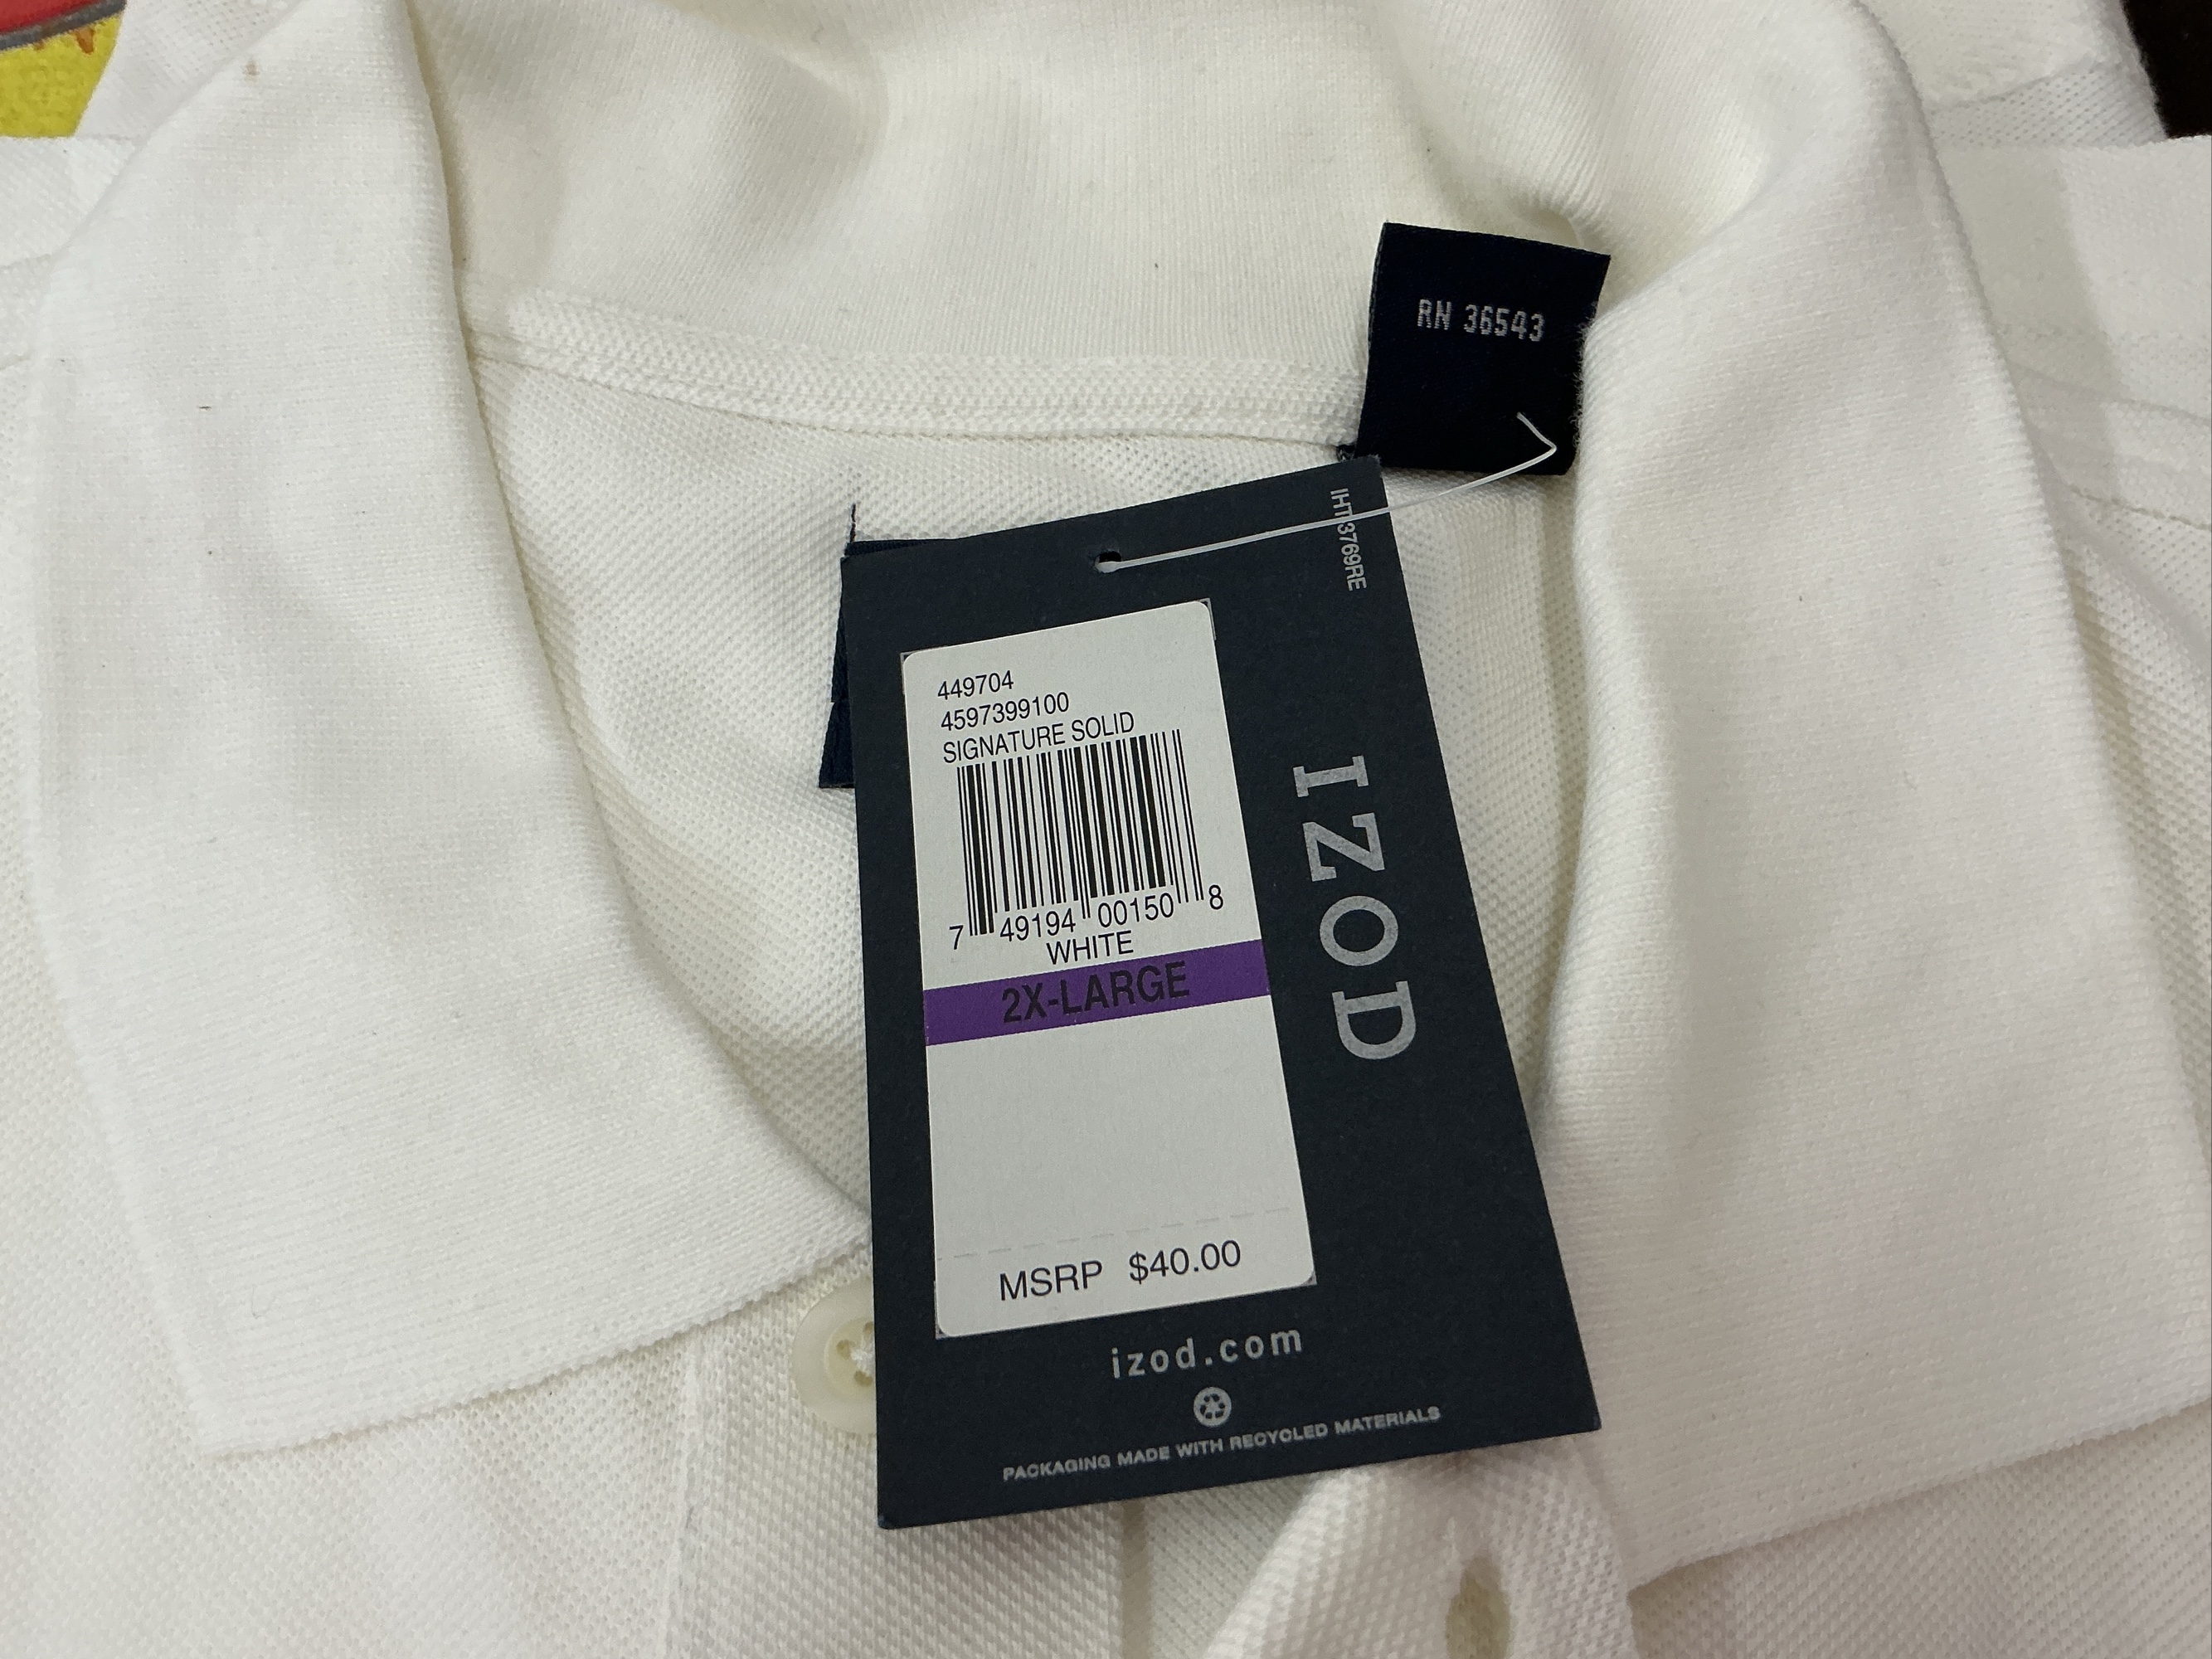 RN 36543
IHT3769RE
449704
4597399100
SIGNATURE SOLID
7 49194 00150 8
WHITE
2X-LARGE
MSRP $40.00
IZOD
izod.com
PACKAGING MADE WITH RECYCLED MATERIALS